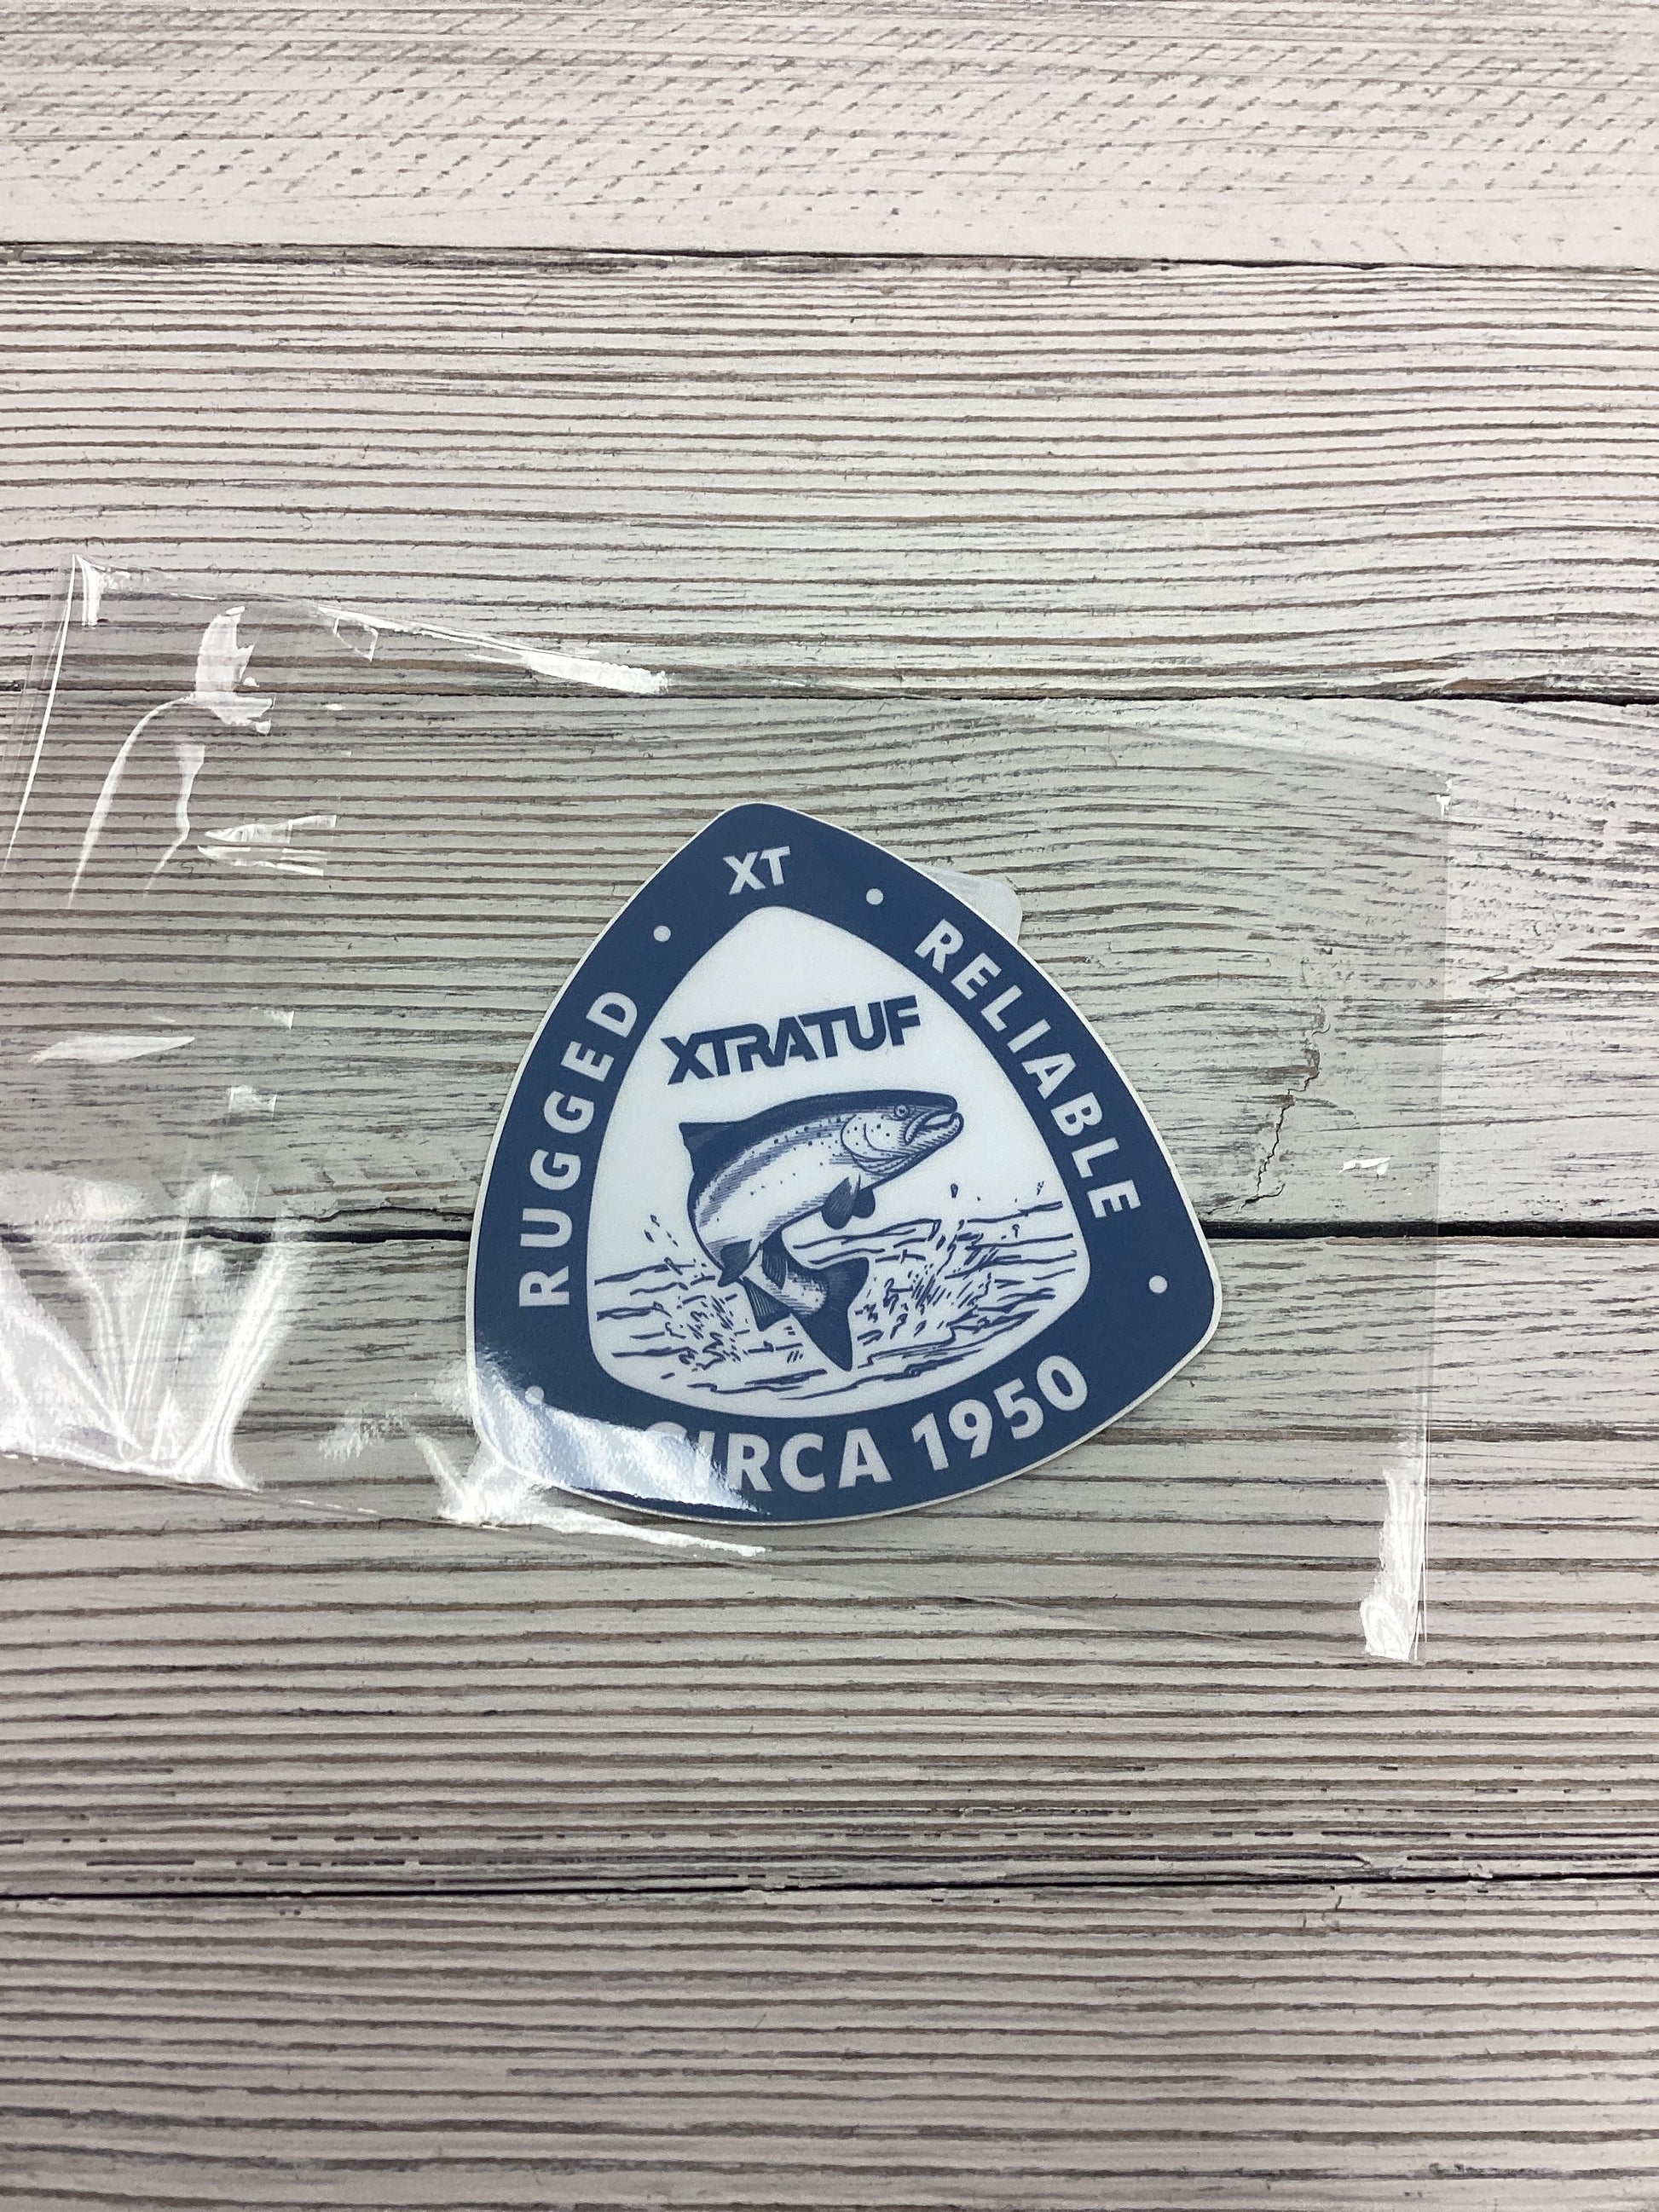 XT
RUGGED
RELIABLE
XTRATUF
CIRCA 1950